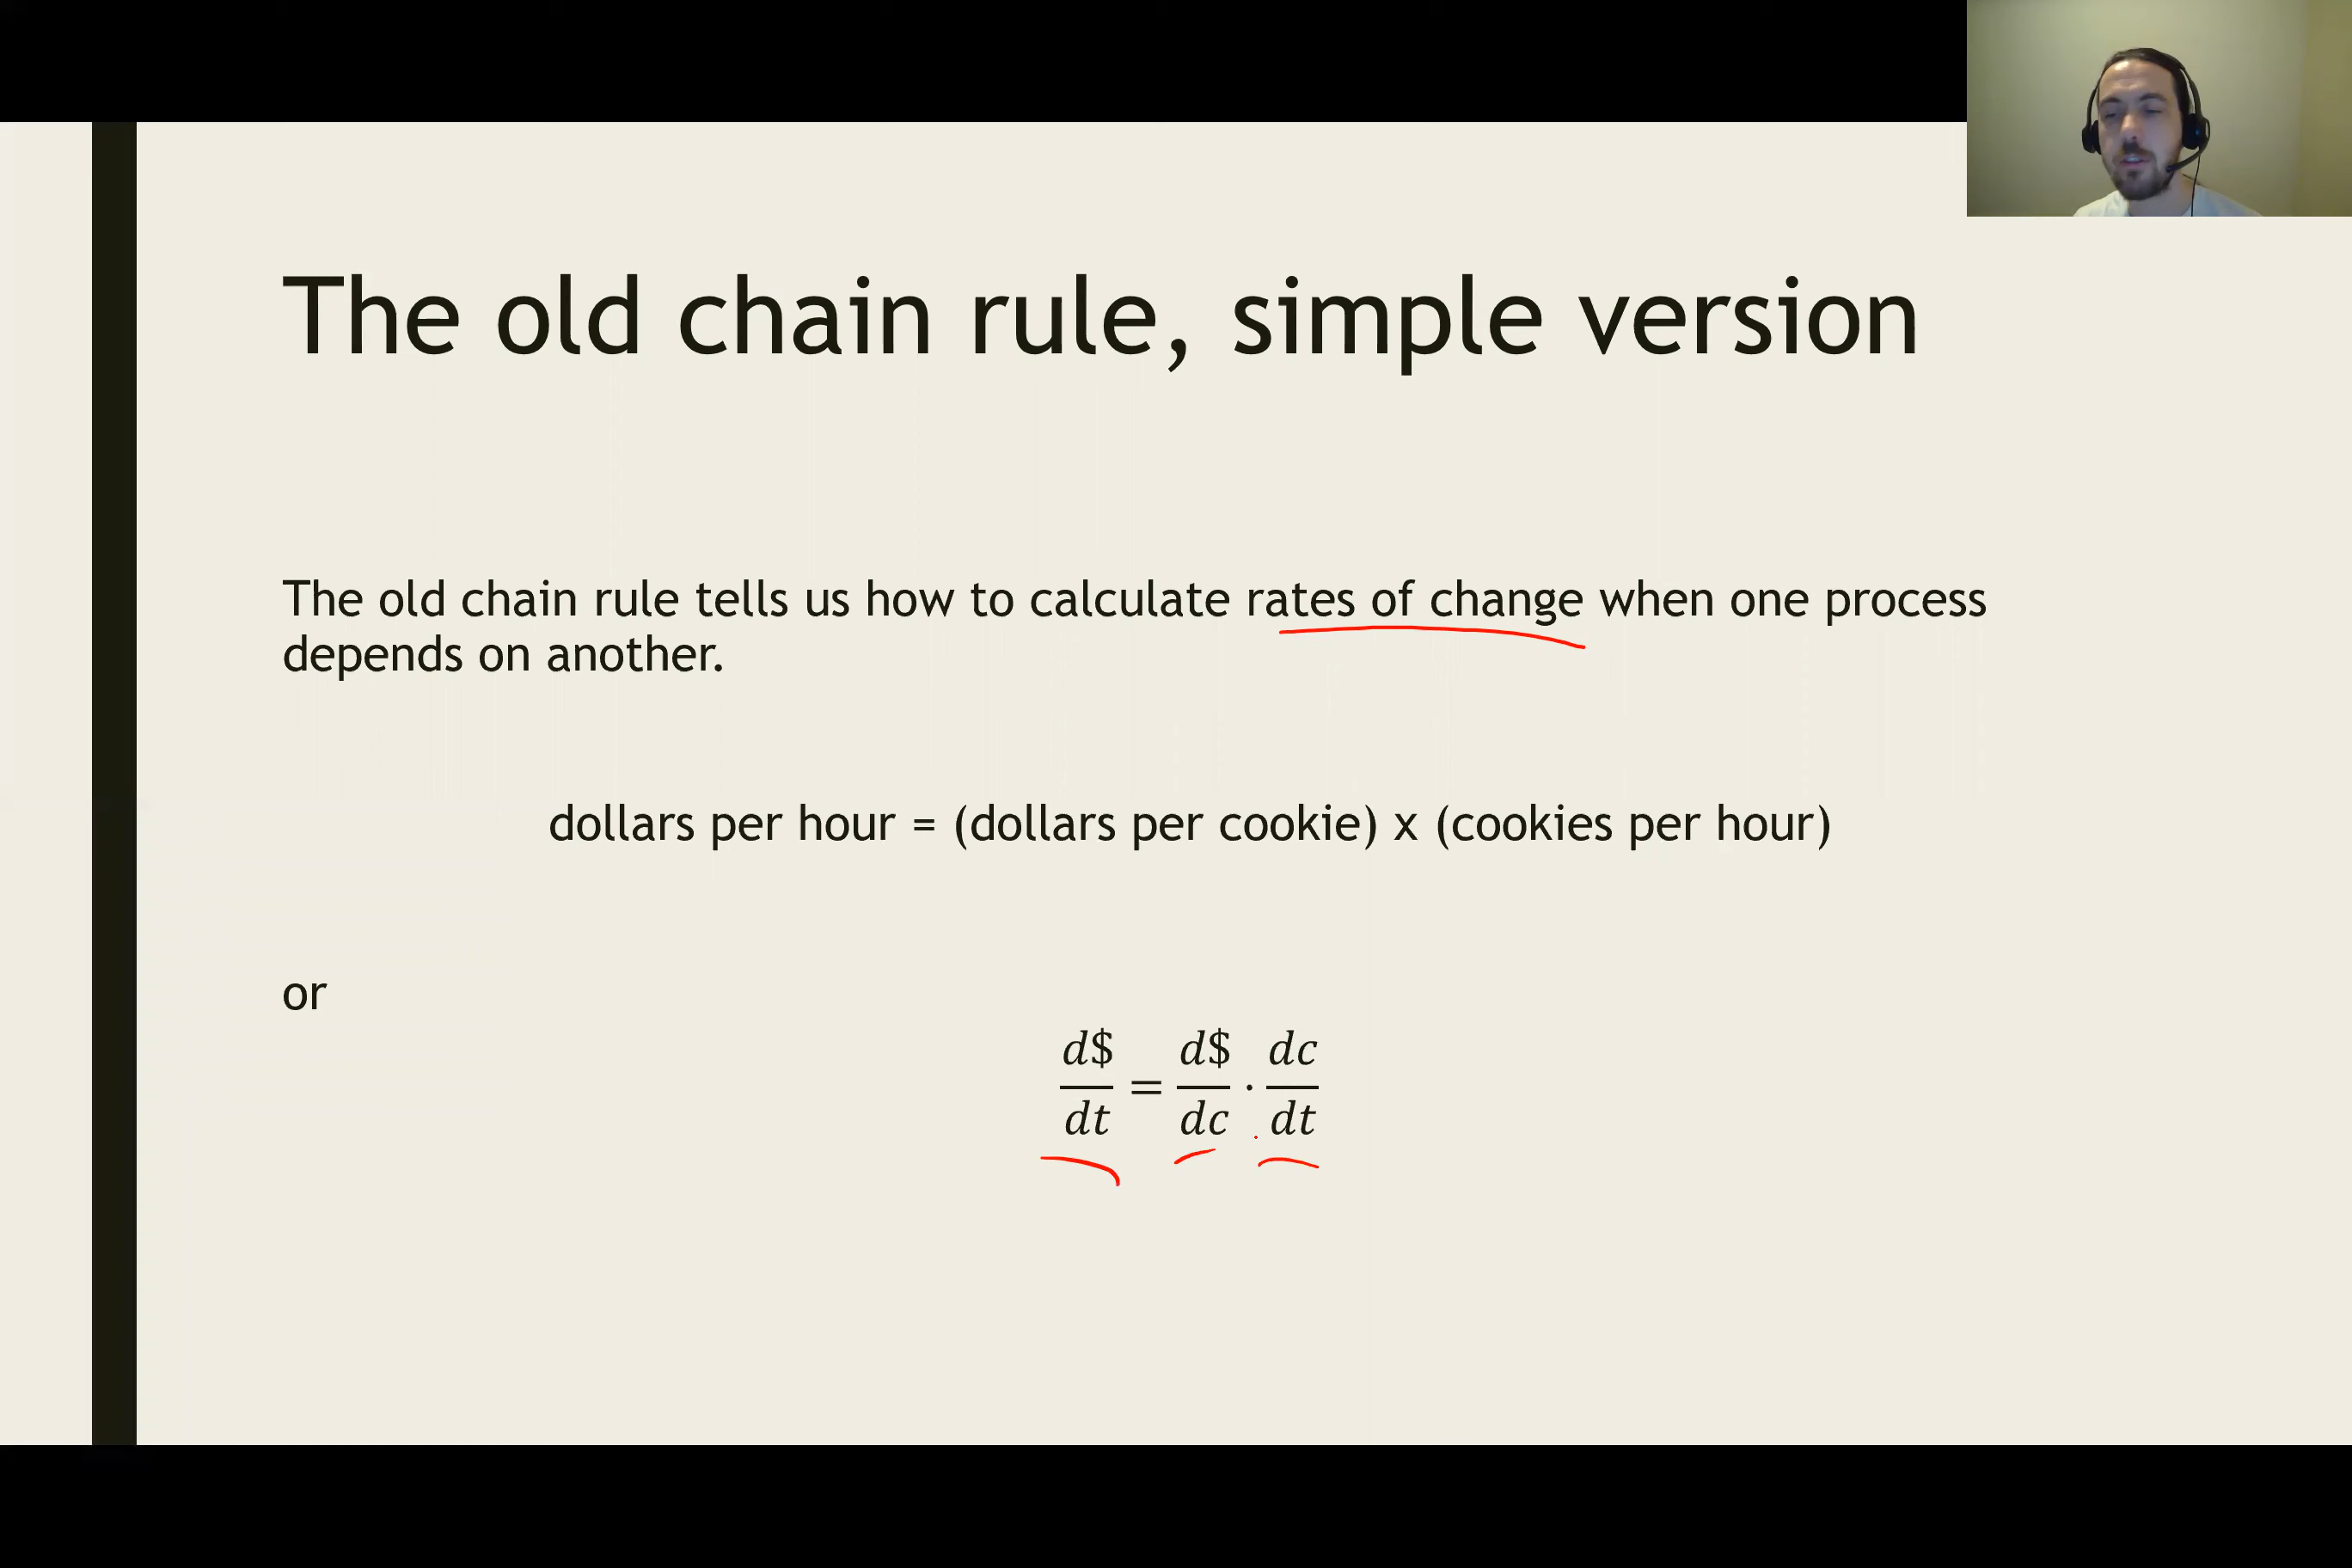 The old chain rule, simple version
The old chain rule tells us how to calculate rates of change when one process
depends on another.
dollars per hour = (dollars per cookie) x (cookies per hour)
or
d$/dt = d$/dc · dc/dt